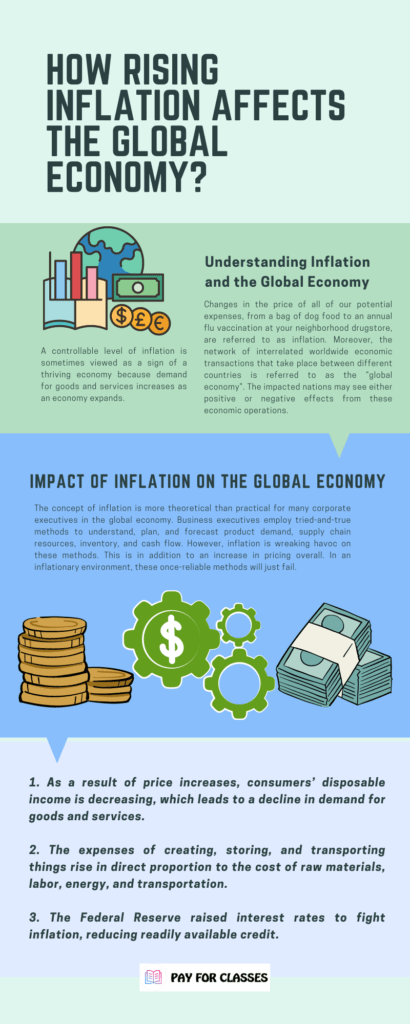 HOW RISING
INFLATION AFFECTS
THE GLOBAL
ECONOMY?
Understanding Inflation
and the Global Economy
Changes in the price of all of our potential
expenses, from a bag of dog food to an annual
flu vaccination at your neighborhood drugstore,
are referred to as inflation. Moreover, the
network of interrelated worldwide economic
transactions that take place between different
countries is referred to as the "global
economy". The impacted nations may see either
positive or negative effects from these
economic operations.
A controllable level of inflation is
sometimes viewed as a sign of a
thriving economy because demand
for goods and services increases as
an economy expands.
IMPACT OF INFLATION ON THE GLOBAL ECONOMY
The concept of inflation is more theoretical than practical for many corporate
executives in the global economy. Business executives employ tried-and-true
methods to understand, plan, and forecast product demand, supply chain
resources, inventory, and cash flow. However, inflation is wreaking havoc on
these methods. This is in addition to an increase in pricing overall. In an
inflationary environment, these once-reliable methods will just fail.
1. As a result of price increases, consumers' disposable
income is decreasing, which leads to a decline in demand for
goods and services.
2. The expenses of creating, storing, and transporting
things rise in direct proportion to the cost of raw materials,
labor, energy, and transportation.
3. The Federal Reserve raised interest rates to fight
inflation, reducing readily available credit.
PAY FOR CLASSES